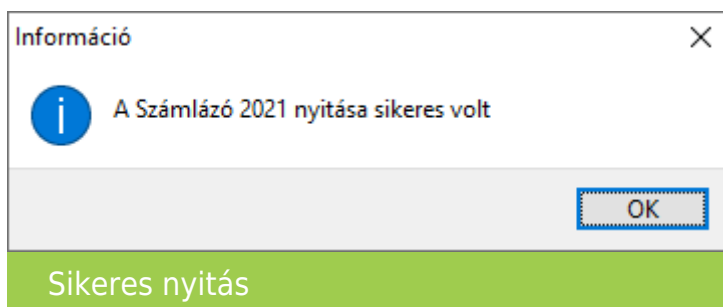 Információ
A Számlázó 2021 nyitása sikeres volt
OK
Sikeres nyitás